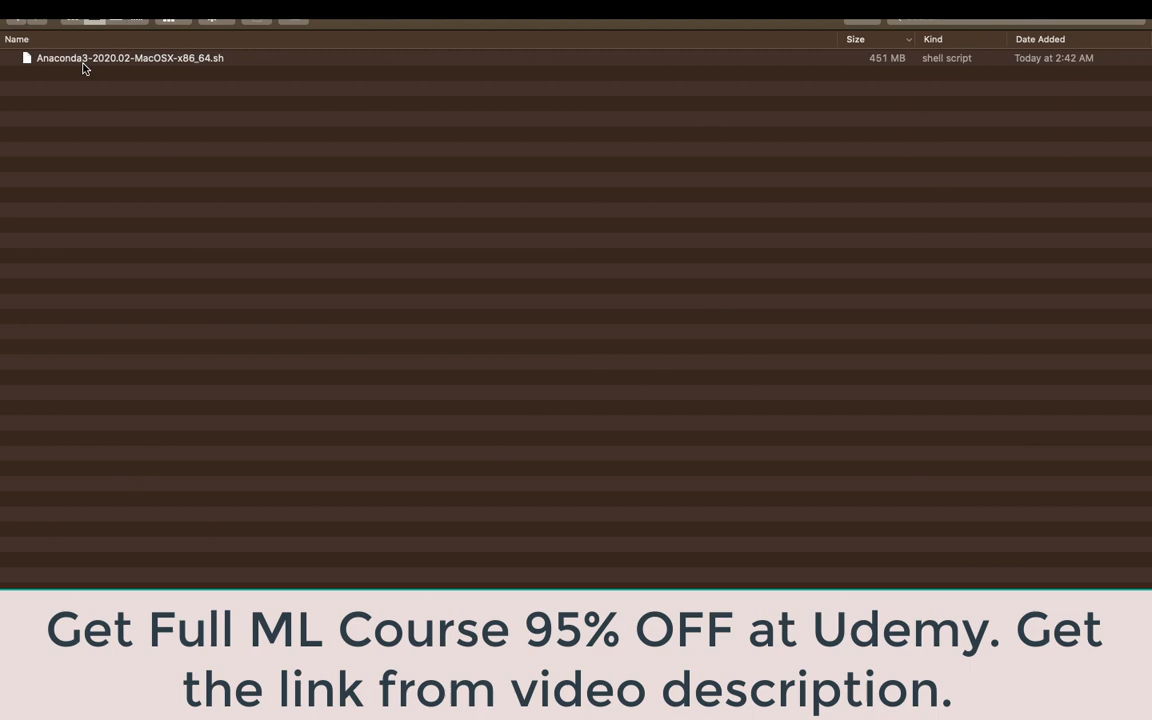 Name Size Kind Date Added
Anaconda3-2020.02-MacOSX-x86_64.sh 451 MB shell script Today at 2:42 AM
Get Full ML Course 95% OFF at Udemy. Get
the link from video description.